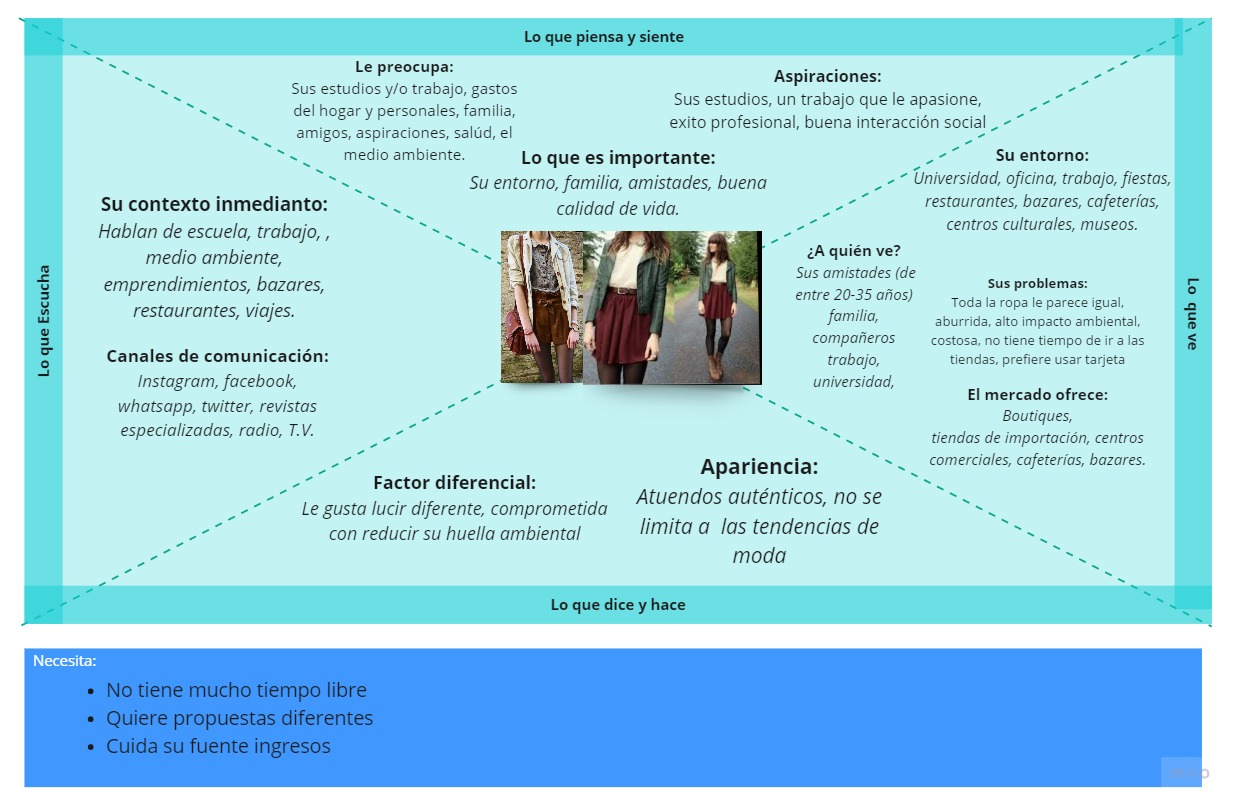 Lo que piensa y siente
Le preocupa:
Sus estudios y/o trabajo, gastos
del hogar y personales, familia,
amigos, aspiraciones, salúd, el
medio ambiente.
Aspiraciones:
Sus estudios, un trabajo que le apasione,
exito profesional, buena interacción social
Lo que es importante:
Su entorno, familia, amistades, buena
calidad de vida.
Lo que Escucha
Su contexto inmedianto:
Hablan de escuela, trabajo, ,
medio ambiente,
emprendimientos, bazares,
restaurantes, viajes.
Canales de comunicación:
Instagram, facebook,
whatsapp, twitter, revistas
especializadas, radio, T.V.
Su entorno:
Universidad, oficina, trabajo, fiestas,
restaurantes, bazares, cafeterías,
centros culturales, museos.
¿A quién ve?
Sus amistades (de
entre 20-35 años)
familia,
compañeros
trabajo,
universidad,
Sus problemas:
Toda la ropa le parece igual,
aburrida, alto impacto ambiental,
costosa, no tiene tiempo de ir a las
tiendas, prefiere usar tarjeta
El mercado ofrece:
Boutiques,
tiendas de importación, centros
comerciales, cafeterías, bazares.
Lo que ve
Factor diferencial:
Le gusta lucir diferente, comprometida
con reducir su huella ambiental
Apariencia:
Atuendos auténticos, no se
limita a  las tendencias de
moda
Lo que dice y hace
Necesita:
• No tiene mucho tiempo libre
• Quiere propuestas diferentes
• Cuida su fuente ingresos